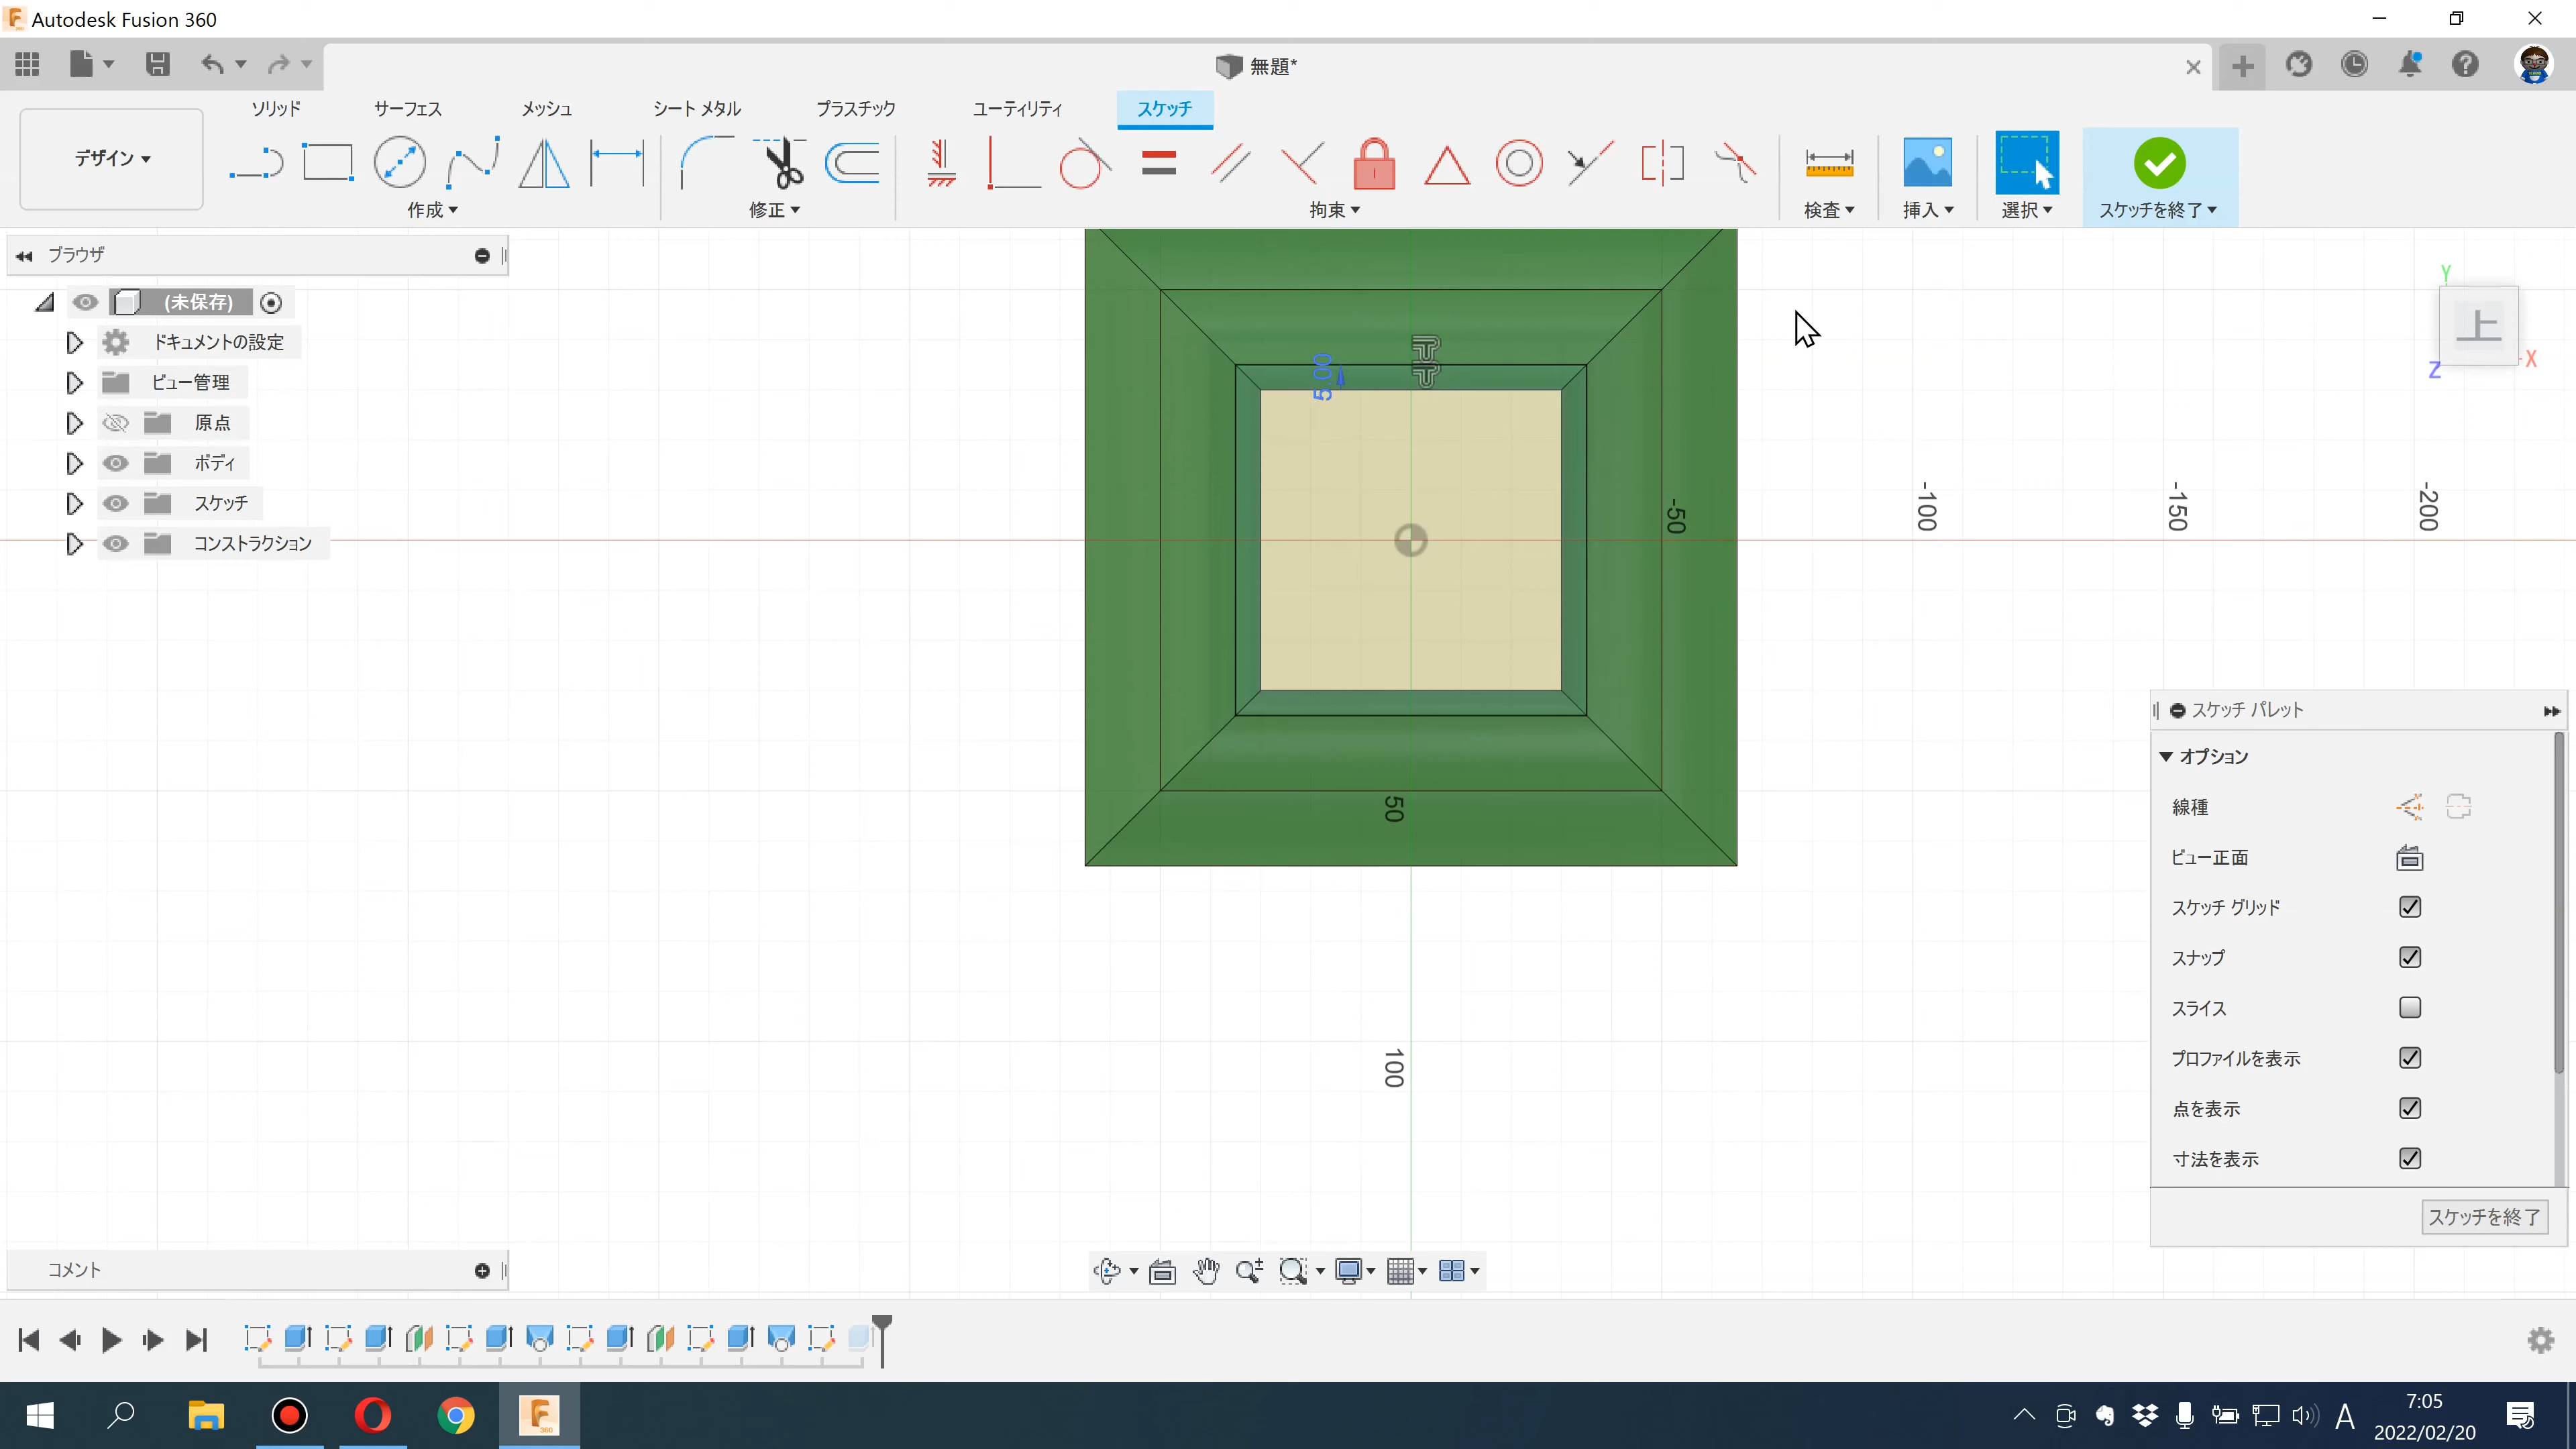 Autodesk Fusion 360
無題*
ソリッド
サーフェス
メッシュ
シート メタル
プラスチック
ユーティリティ
スケッチ
デザイン
作成
修正
拘束
検査
挿入
選択
スケッチを終了
ブラウザ
(未保存)
ドキュメントの設定
ビュー管理
原点
ボディ
スケッチ
コンストラクション
5.00
-50
-100
-150
-200
50
100
Y
上
X
Z
スケッチ パレット
オプション
線種
ビュー正面
スケッチ グリッド
スナップ
スライス
プロファイルを表示
点を表示
寸法を表示
スケッチを終了
コメント
360
A
7:05
2022/02/20